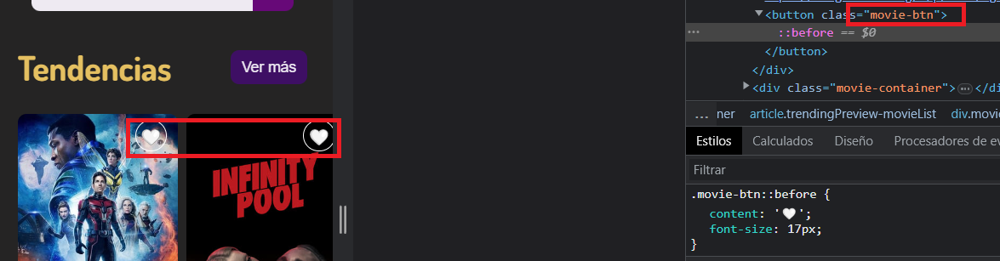 Tendencias
Ver más
INFINITY
POOL
<button class="movie-btn">
::before == $0
</button>
</div>
<div class="movie-container">…</di
… ner article.trendingPreview-movieList div.movie
Estilos Calculados Diseño Procesadores de ev
Filtrar
.movie-btn::before {
content: '🤍';
font-size: 17px;
}